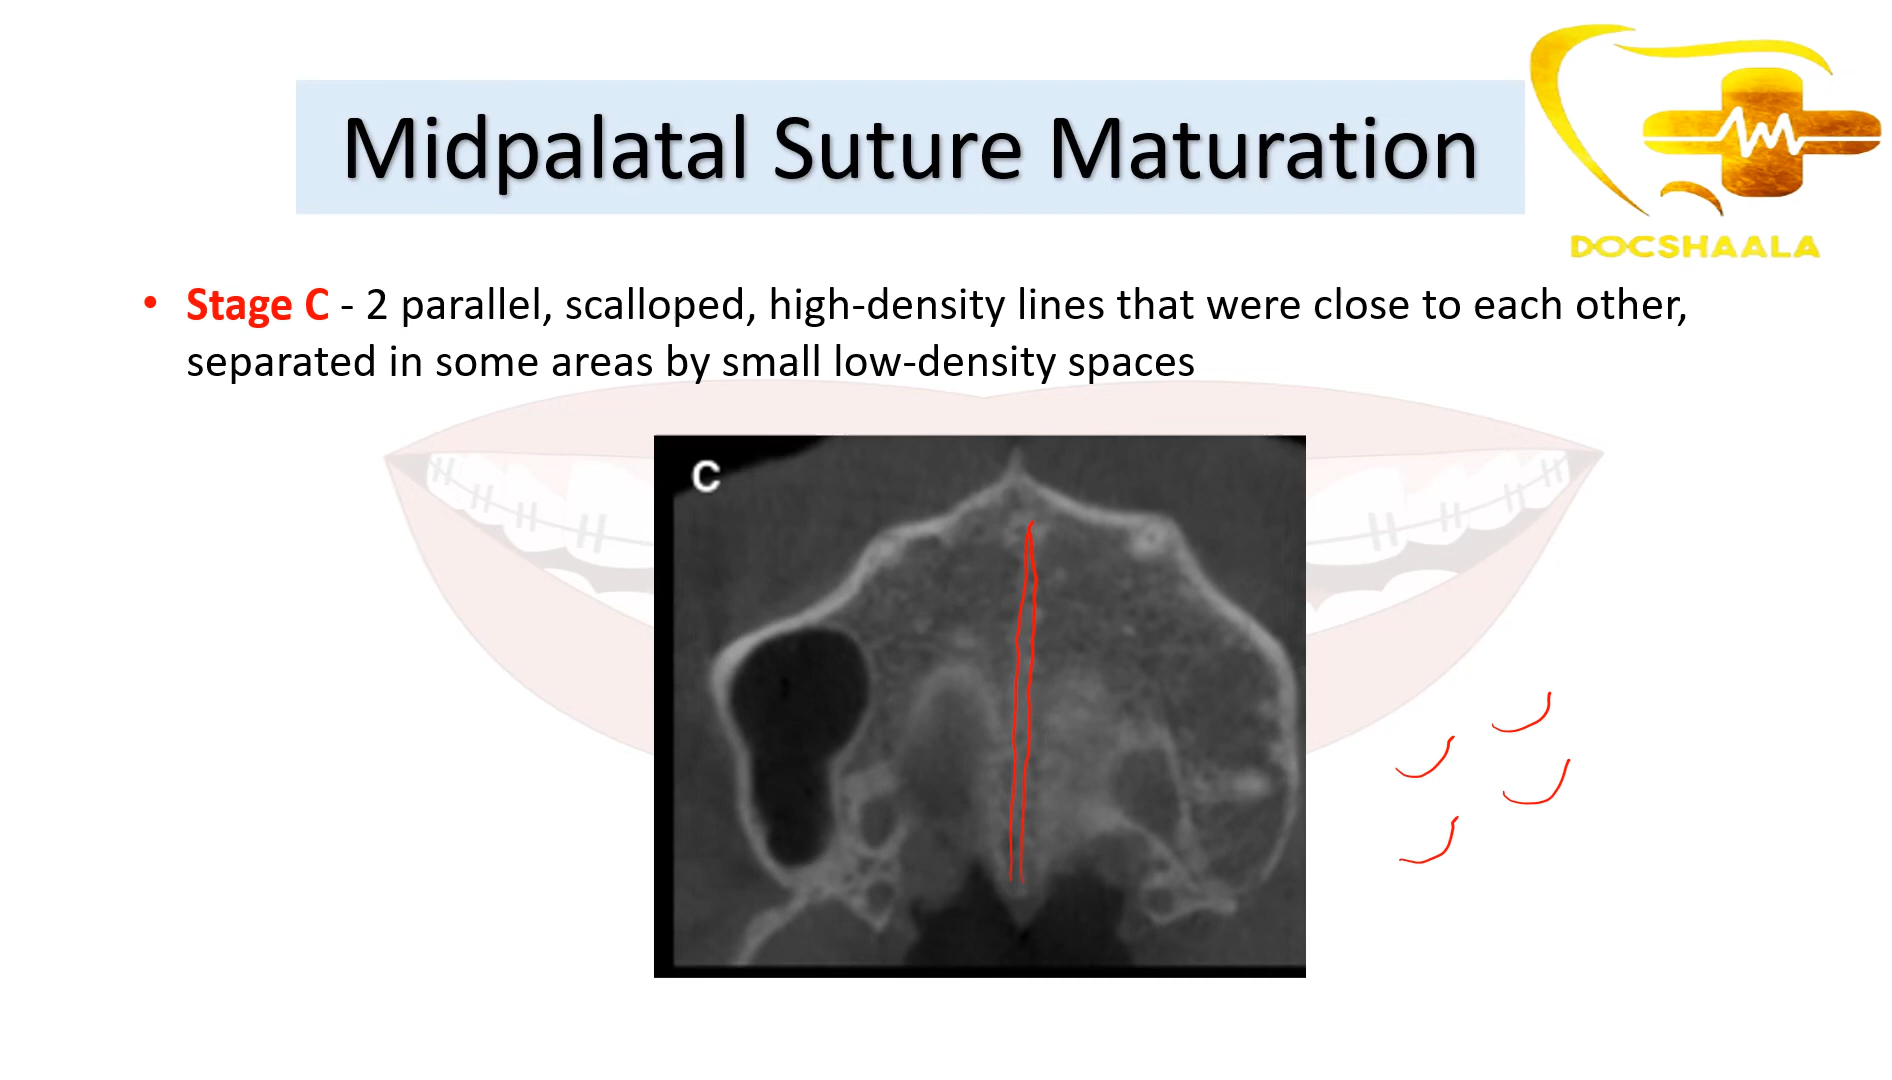 Midpalatal Suture Maturation
DOCSHAALA
• Stage C - 2 parallel, scalloped, high-density lines that were close to each other,
separated in some areas by small low-density spaces
C